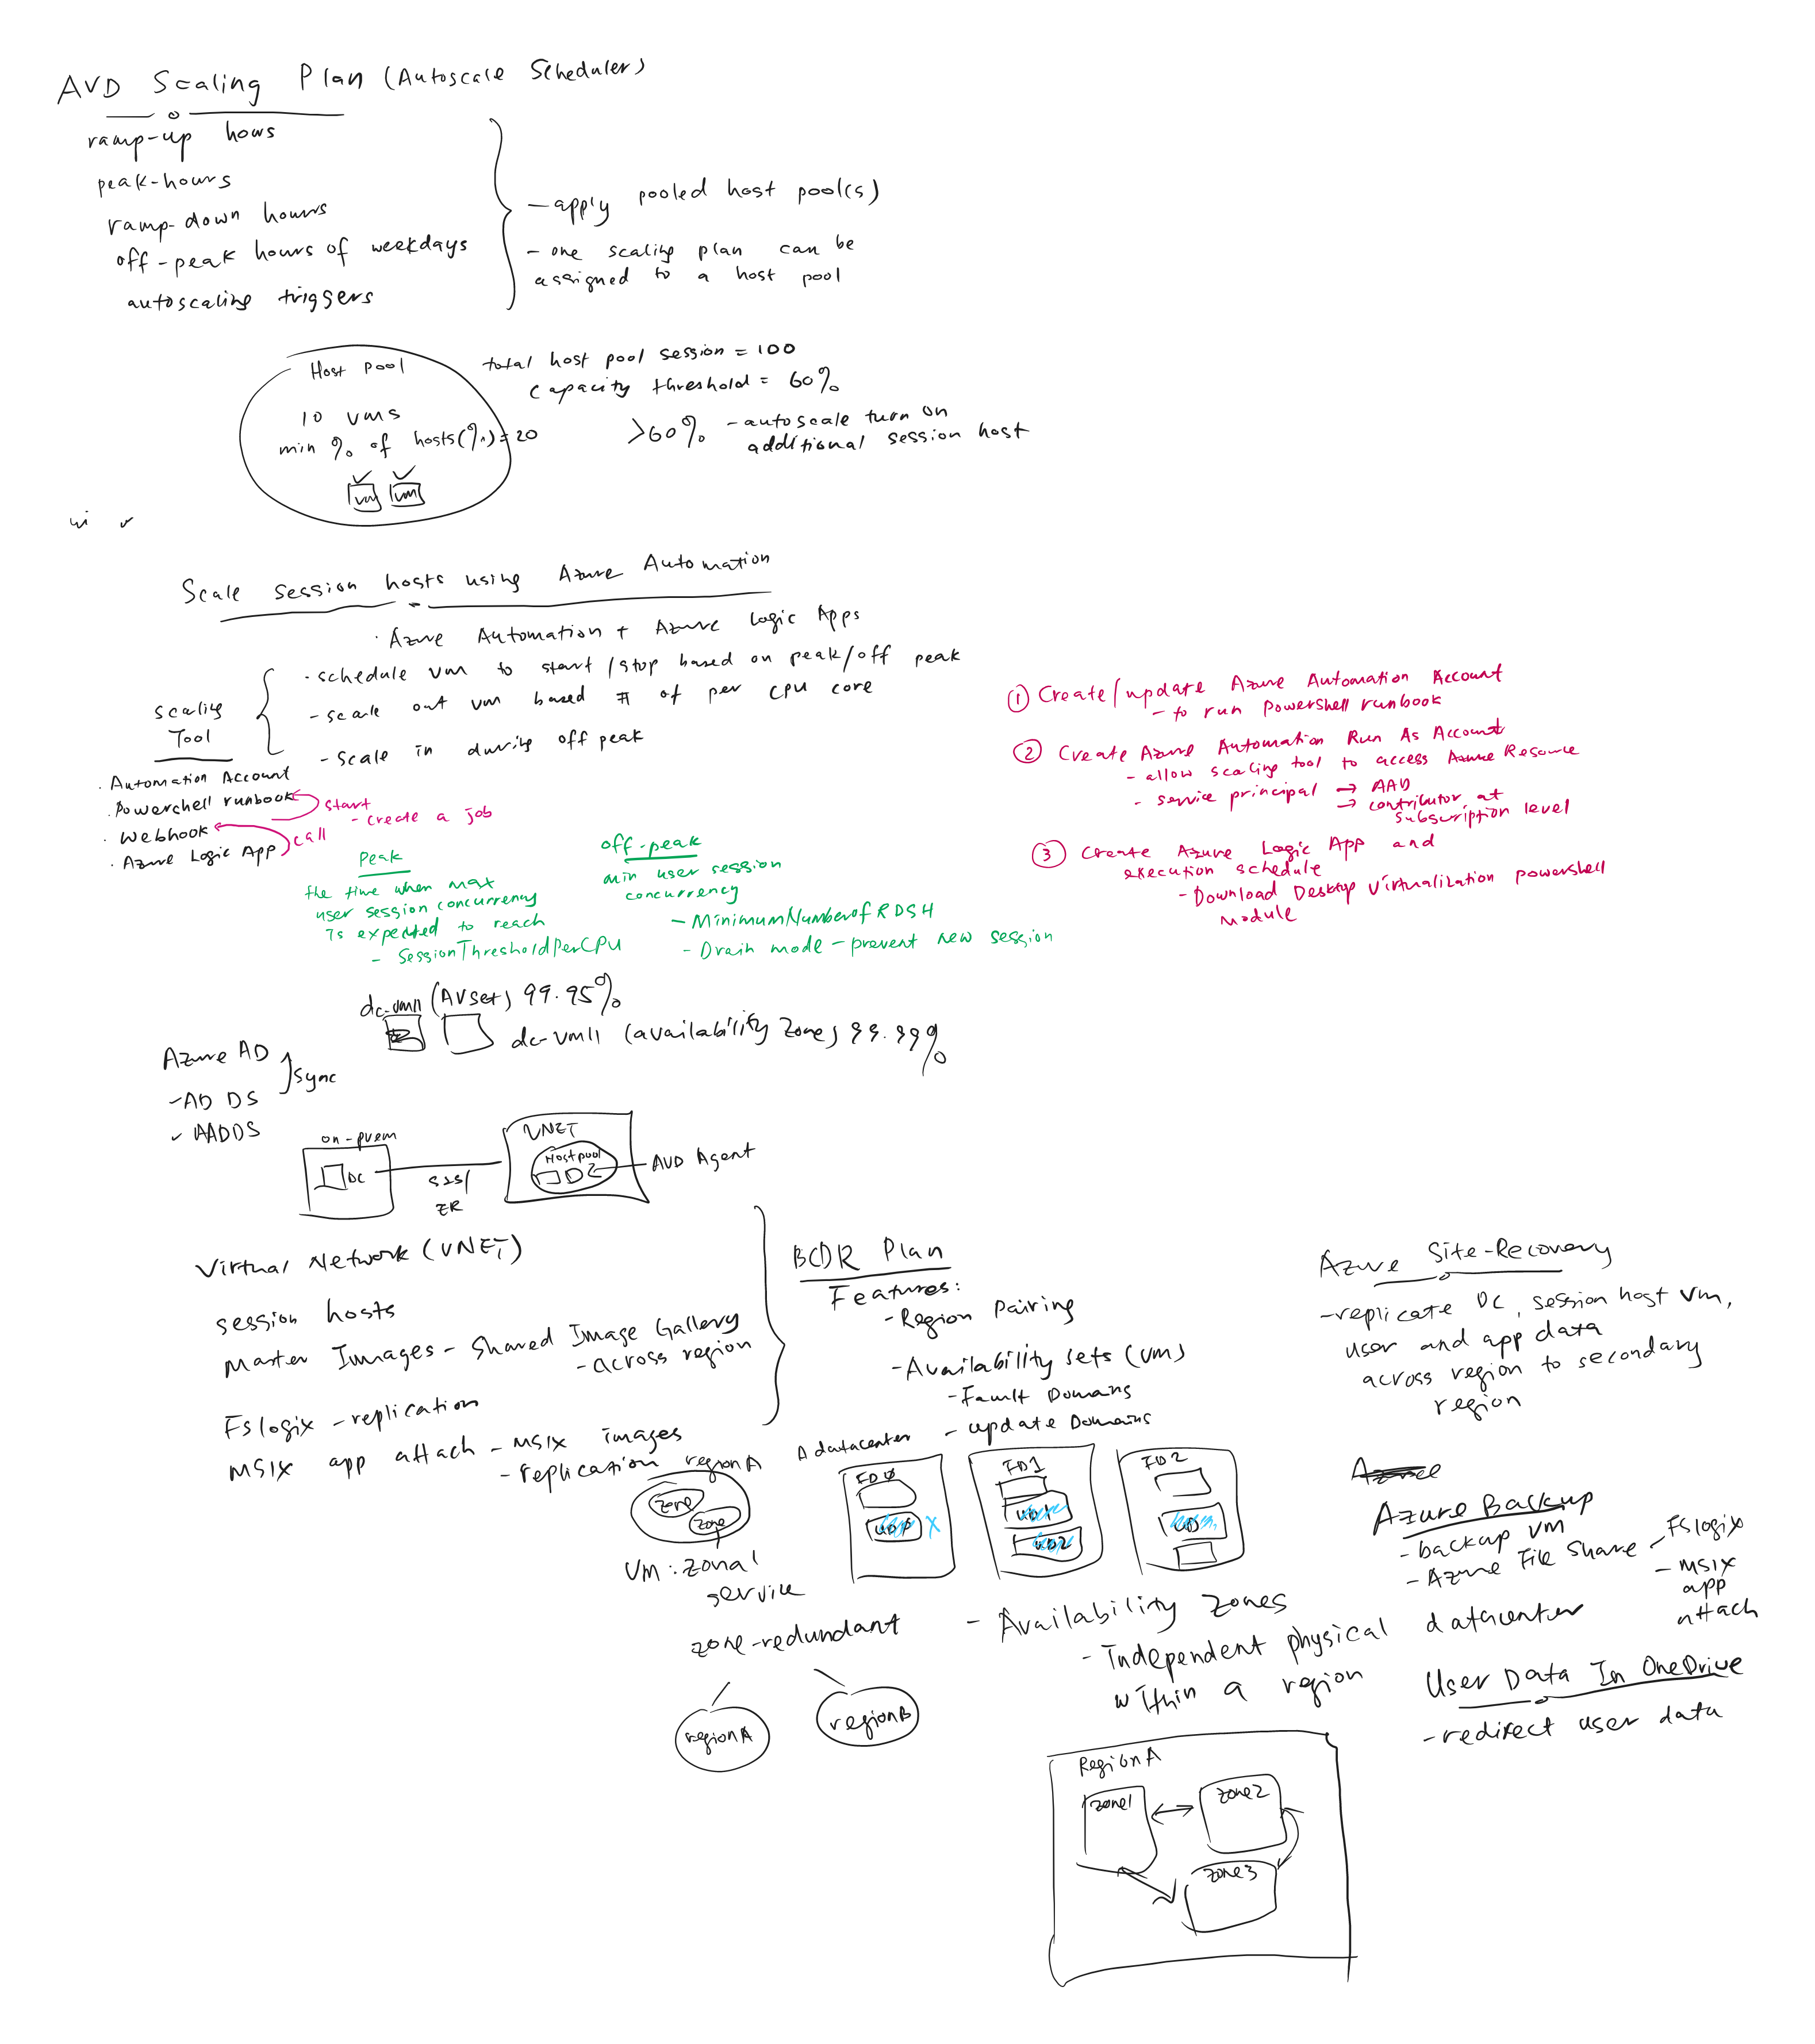 AVD Scaling Plan (Autoscale Schedulers)
ramp-up hours
peak-hours
ramp-down hours
off-peak hours of weekdays
autoscaling triggers
- apply pooled host pool(s)
- one scaling plan can be
assigned to a host pool
Host Pool
10 vms
min % of hosts(%)=20
vm vm
total host pool session = 100
capacity threshold = 60%
>60% - autoscale turn on
additional session host
Scale session hosts using Azure Automation
· Azure Automation + Azure Logic Apps
Scaling
Tool
· schedule vm to start/stop based on peak/off peak
- scale out vm based # of per CPU core
- scale in during off peak
· Automation Account
· Powershell runbook
· Webhook
· Azure Logic App
start
- create a job
call
Peak
the time when max
user session concurrency
is expected to reach
- SessionThresholdPerCPU
off-peak
min user session
concurrency
- MinimumNumberofRDSH
- Drain mode - prevent new session
① Create/update Azure Automation Account
- to run powershell runbook
② Create Azure Automation Run As Account
- allow scaling tool to access Azure Resource
- service principal → AAD
→ contributor at
subscription level
③ Create Azure Logic App and
execution schedule
- Download Desktop Virtualization powershell
module
dc-vm11 (AVset) 99.95%
dc-vm11 (availability zone) 99.99%
Azure AD
- AD DS
- AADDS
sync
on-prem
DC
S2S/
ER
VNET
Hostpool
AVD Agent
Virtual Network (VNET)
session hosts
Master Images - Shared Image Gallery
- across region
Fslogix - replication
MSIX app attach - MSIX images
- replication
BCDR Plan
Features:
- Region Pairing
- Availability sets (vm)
- Fault Domains
- update Domains
A datacenter
FD0
UD0 X
FD1
UD1
UD2
FD2
UD
region A
zone
zone
VM: zonal
service
zone-redundant
region A
region B
- Availability Zones
- Independent physical datacenter
within a region
Region A
zone1
zone2
zone3
Azure Site-Recovery
- replicate DC, session host vm,
user and app data
across region to secondary
region
Azure
Azure Backup
- backup vm
- Azure File Share - FSlogix
- MSIX
app
attach
User Data In OneDrive
- redirect user data